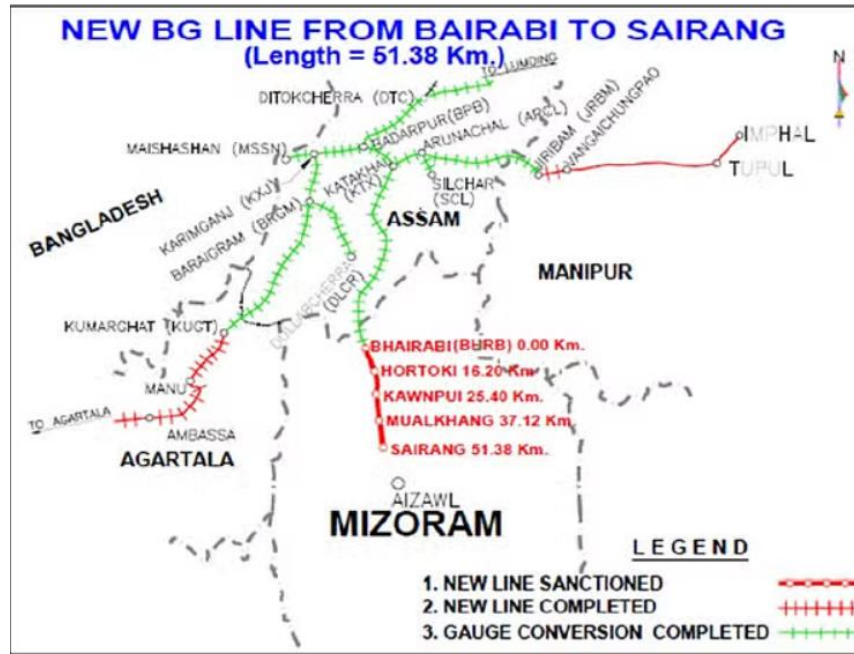 NEW BG LINE FROM BAIRABI TO SAIRANG
(Length = 51.38 Km.)
TO LUMDING
N
DITOKCHERRA (DTC)
BADARPUR(BPB)
ARUNACHAL (ARCL)
MAISHASHAN (MSSN)
KATAKHAL
(KTX)
JIRIBAM (JRBM)
VANGAICHUNGPAO
IMPHAL
TUPUL
SILCHAR
(SCL)
KARIMGANJ (KXJ)
BARAIGRAM (BRGM)
BANGLADESH
ASSAM
MANIPUR
DULLABCHERRA
(DLCR)
KUMARGHAT (KUGT)
BHAIRABI(BURB) 0.00 Km.
HORTOKI 16.20 Km.
KAWNPUI 25.40 Km.
MUALKHANG 37.12 Km.
SAIRANG 51.38 Km.
MANU
TO AGARTALA
AMBASSA
AGARTALA
AIZAWL
MIZORAM
LEGEND
1. NEW LINE SANCTIONED
2. NEW LINE COMPLETED
3. GAUGE CONVERSION COMPLETED